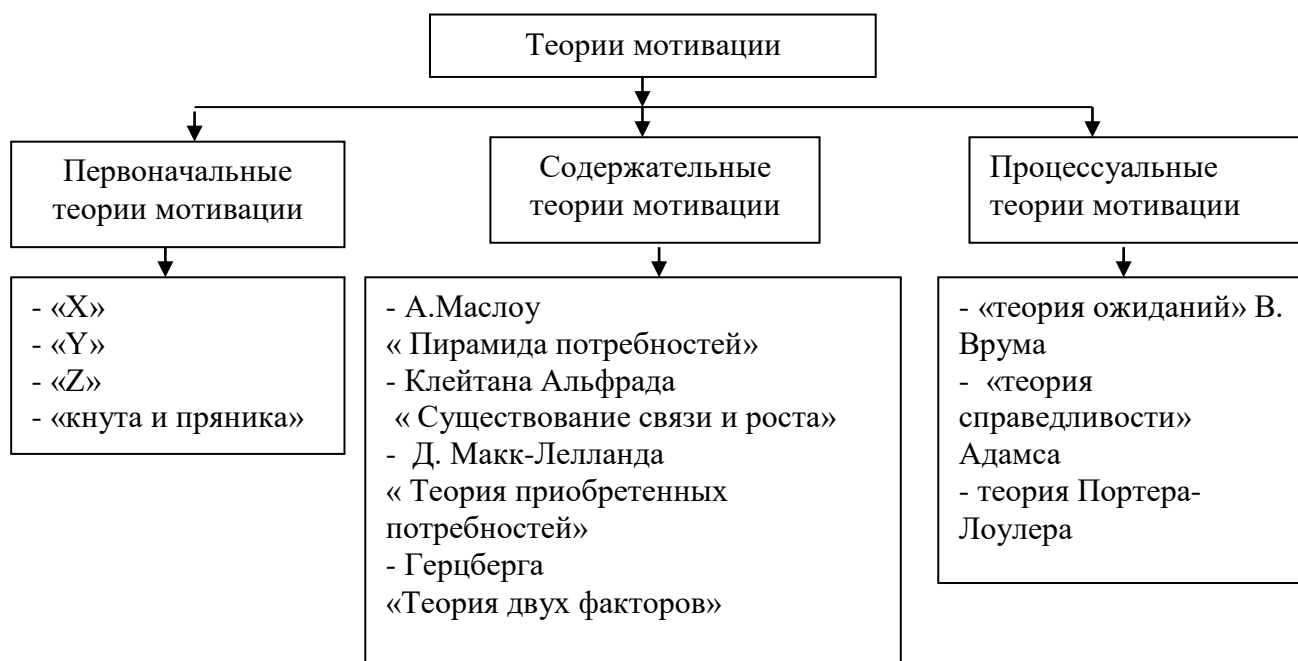 Теории мотивации
Первоначальные
теории мотивации
Содержательные
теории мотивации
Процессуальные
теории мотивации
- «X»
- «Y»
- «Z»
- «кнута и пряника»
- А.Маслоу
« Пирамида потребностей»
- Клейтана Альфрада
« Существование связи и роста»
- Д. Макк-Лелланда
« Теория приобретенных
потребностей»
- Герцберга
«Теория двух факторов»
- «теория ожиданий» В.
Врума
- «теория
справедливости»
Адамса
- теория Портера-
Лоулера